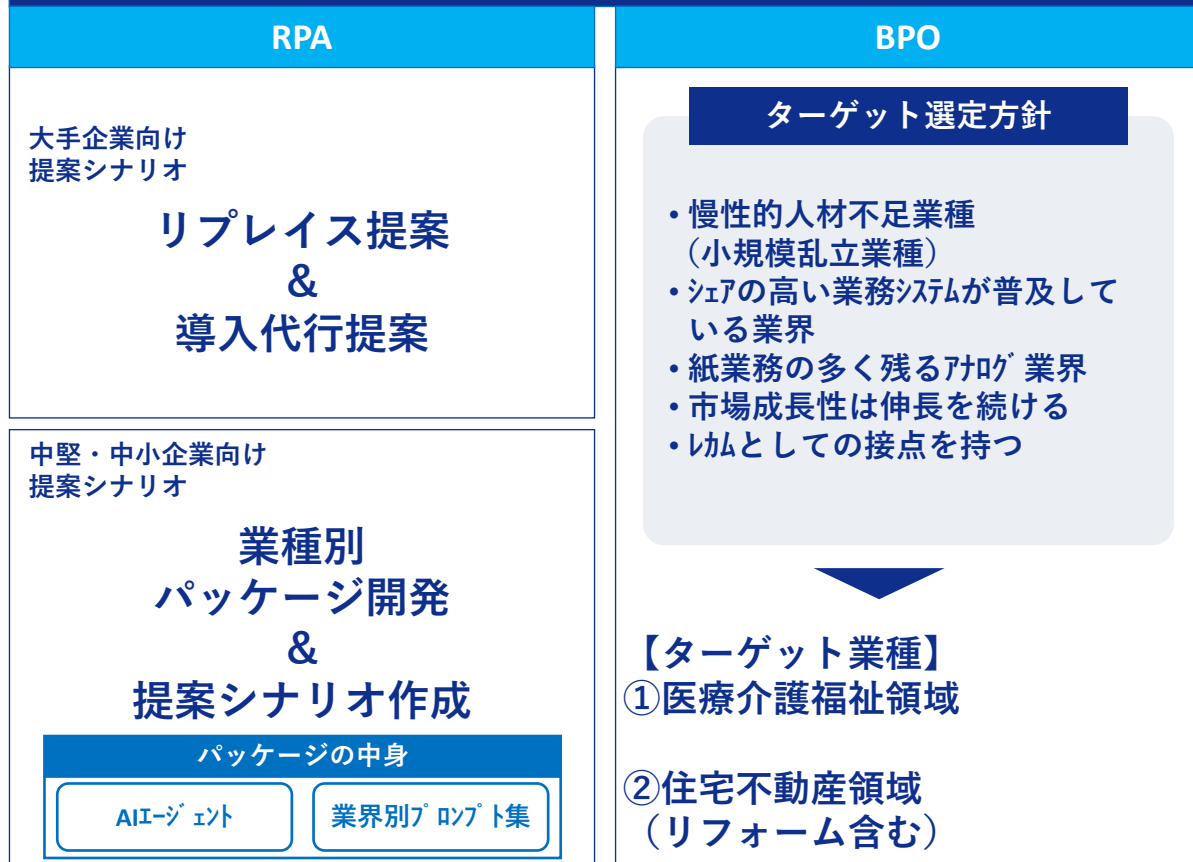 RPA
大手企業向け
提案シナリオ
リプレイス提案
&
導入代行提案
中堅・中小企業向け
提案シナリオ
業種別
パッケージ開発
&
提案シナリオ作成
パッケージの中身
AIｴｰｼﾞｪﾝﾄ
業界別ﾌﾟﾛﾝﾌﾟﾄ集
BPO
ターゲット選定方針
・慢性的人材不足業種
（小規模乱立業種）
・ｼｪｱの高い業務ｼｽﾃﾑが普及して
いる業界
・紙業務の多く残るｱﾅﾛｸﾞ業界
・市場成長性は伸長を続ける
・ﾚｶﾑとしての接点を持つ
【ターゲット業種】
①医療介護福祉領域
②住宅不動産領域
（リフォーム含む）